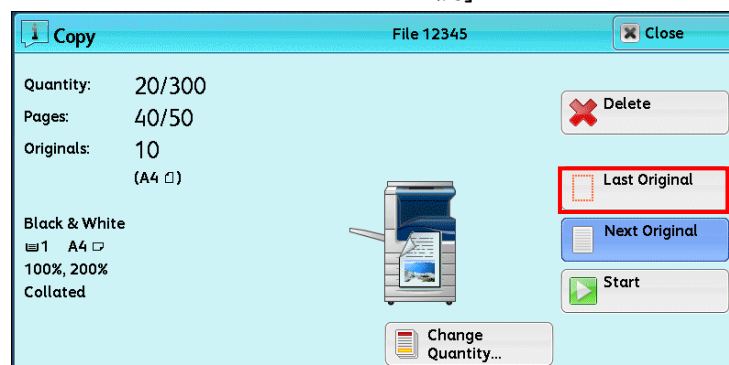 Copy
File 12345
Close
Quantity: 20/300
Pages: 40/50
Originals: 10
(A4)
Delete
Last Original
Next Original
Start
Black & White
1 A4
100%, 200%
Collated
Change
Quantity...